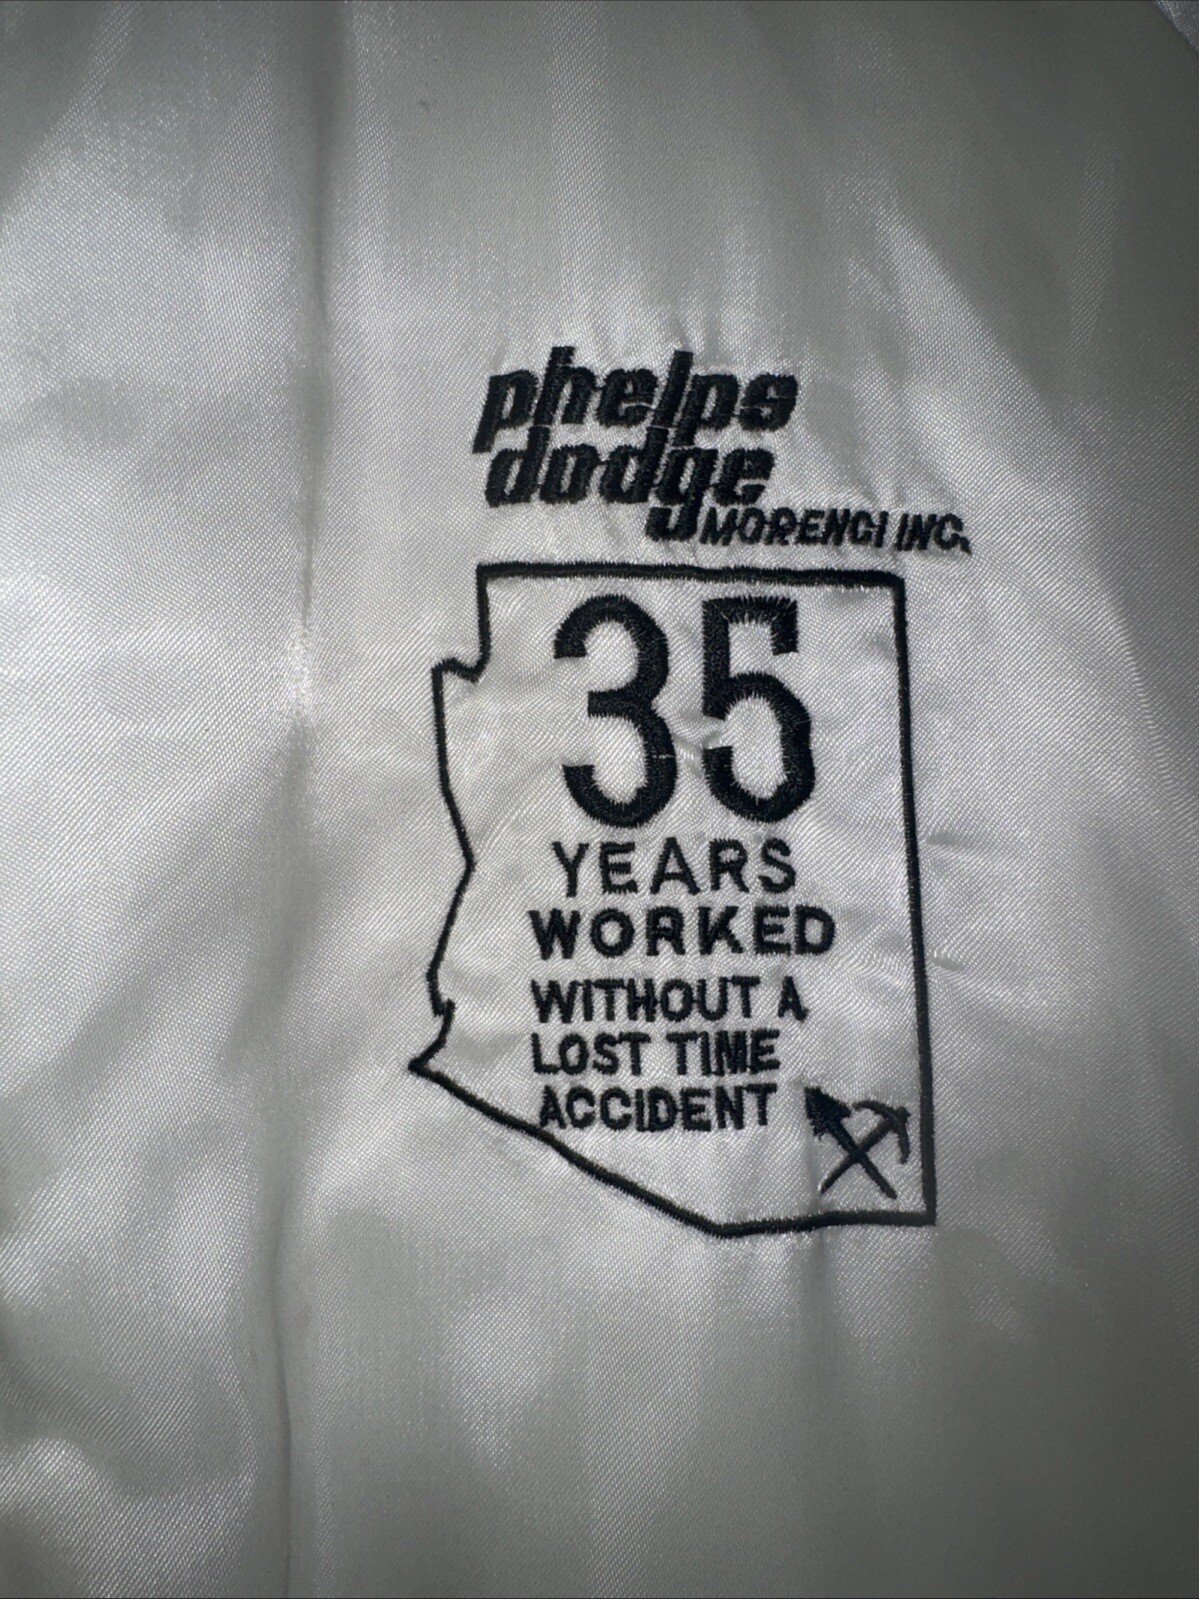 phelps
dodge
MORENCI INC.
35
YEARS
WORKED
WITHOUT A
LOST TIME
ACCIDENT